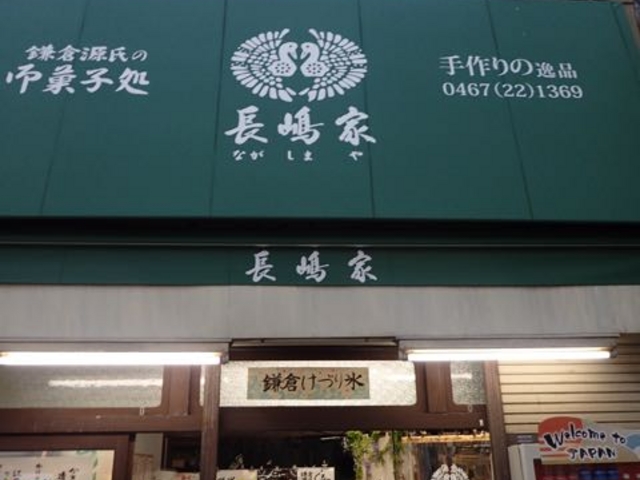 鎌倉源氏の
御菓子処
長嶋家
ながしまや
手作りの逸品
0467(22)1369
長嶋家
鎌倉けづり氷
Welcome to
JAPAN